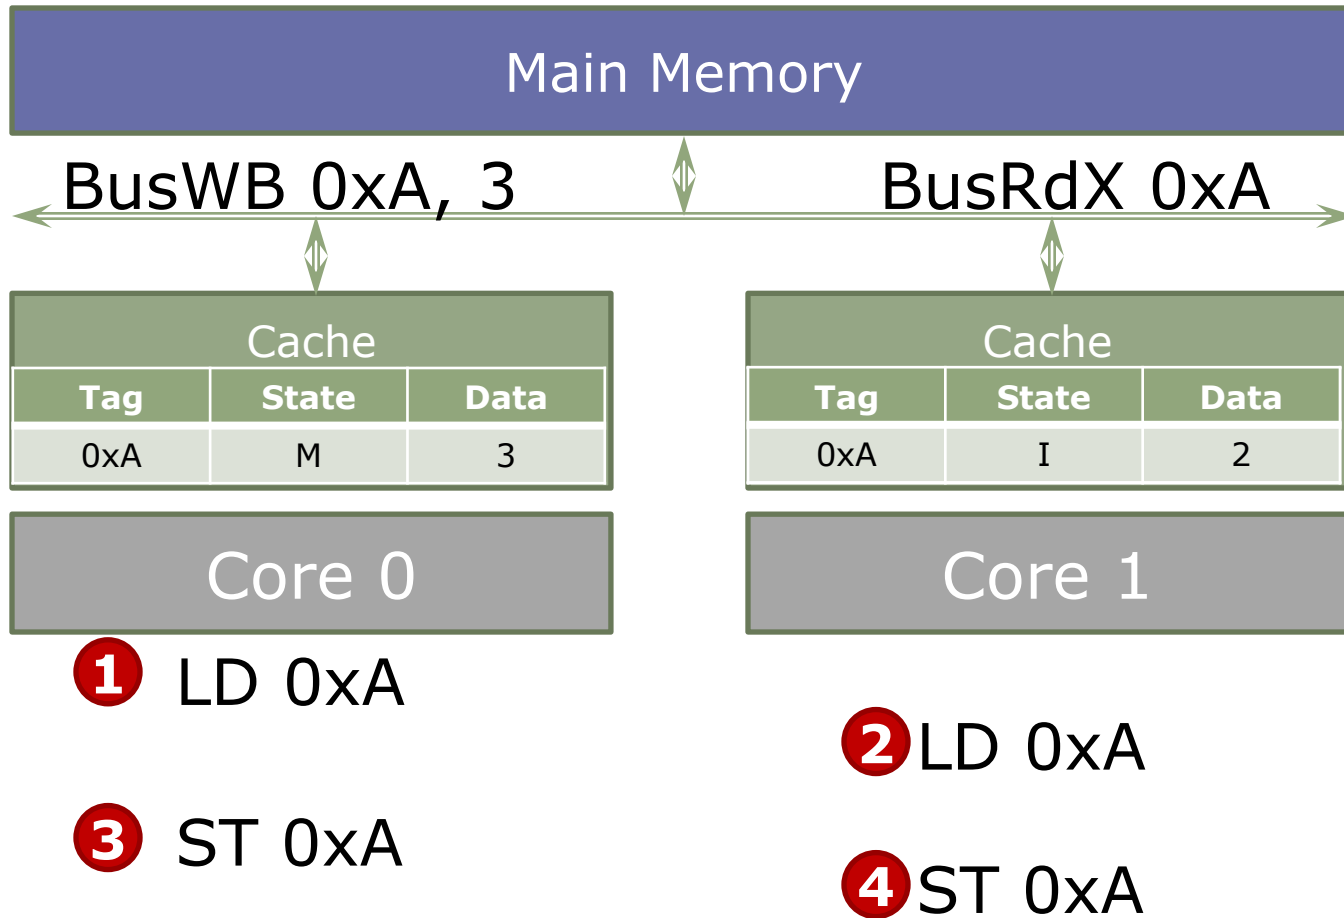 Main Memory
BusWB 0xA, 3
BusRdX 0xA
Cache
Tag State Data
0xA M 3
Cache
Tag State Data
0xA I 2
Core 0
Core 1
1 LD 0xA
2 LD 0xA
3 ST 0xA
4 ST 0xA